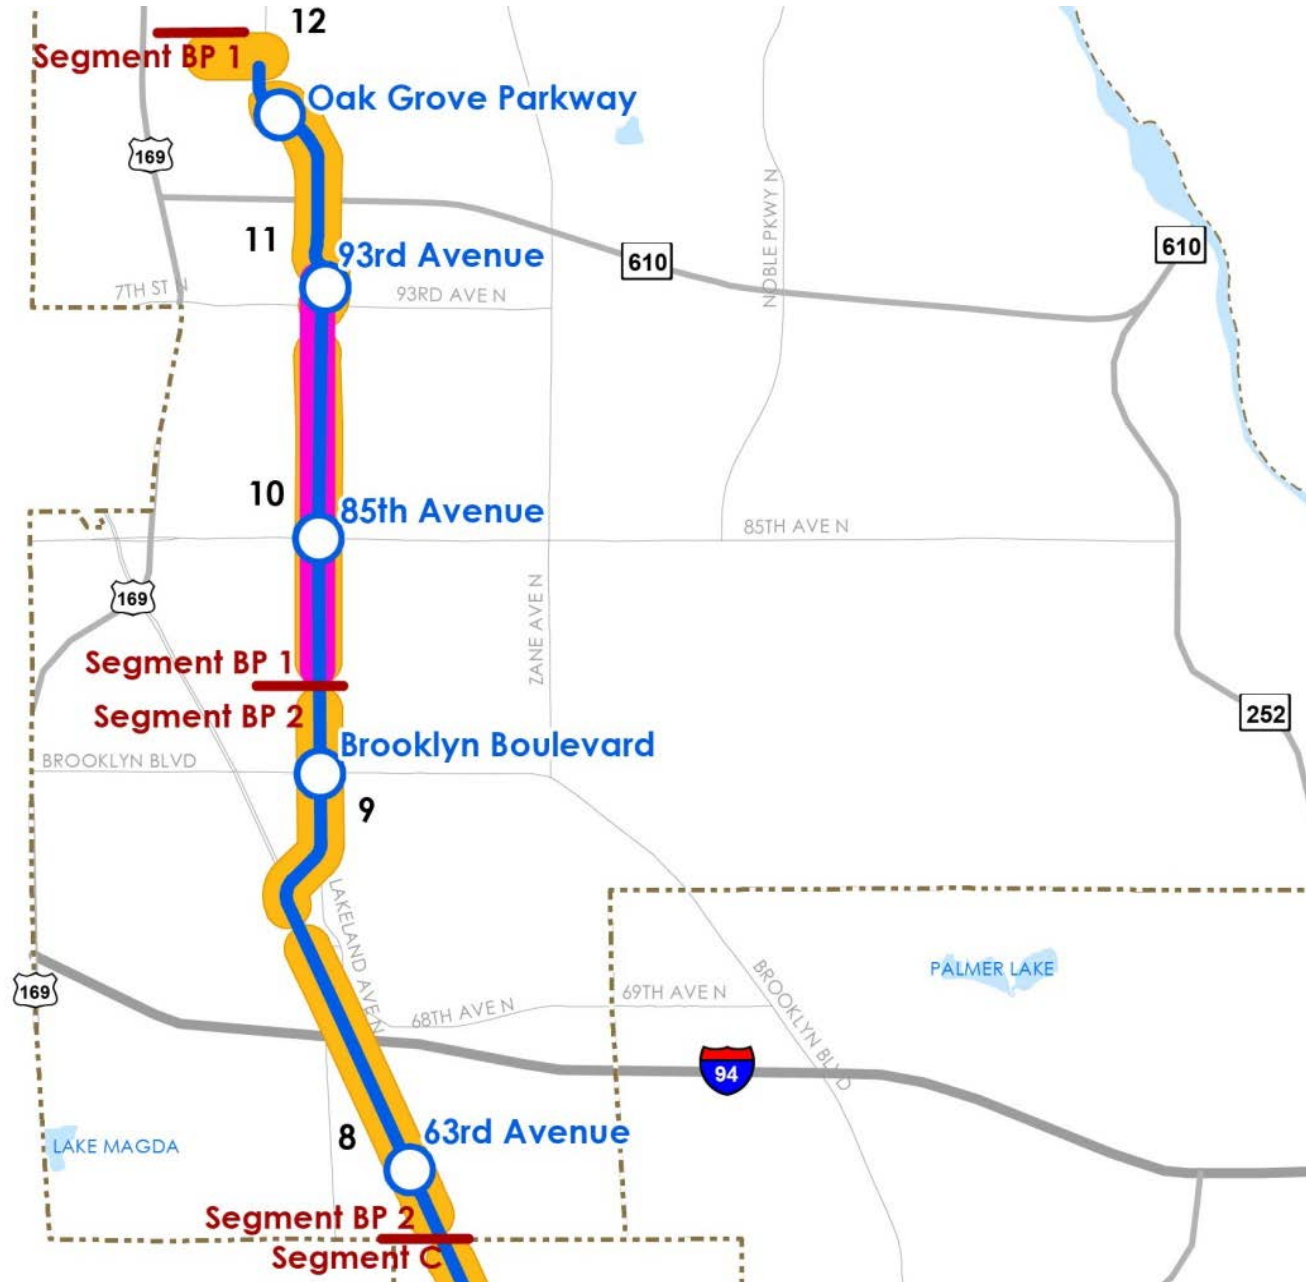 12
Segment BP 1
Oak Grove Parkway
169
NOBLE PKWY N
11
93rd Avenue
610
610
7TH ST N
93RD AVE N
10
85th Avenue
85TH AVE N
169
ZANE AVE N
Segment BP 1
Segment BP 2
252
Brooklyn Boulevard
BROOKLYN BLVD
9
LAKELAND AVE N
PALMER LAKE
169
69TH AVE N
68TH AVE N
BROOKLYN BLVD
94
8
63rd Avenue
LAKE MAGDA
Segment BP 2
Segment C